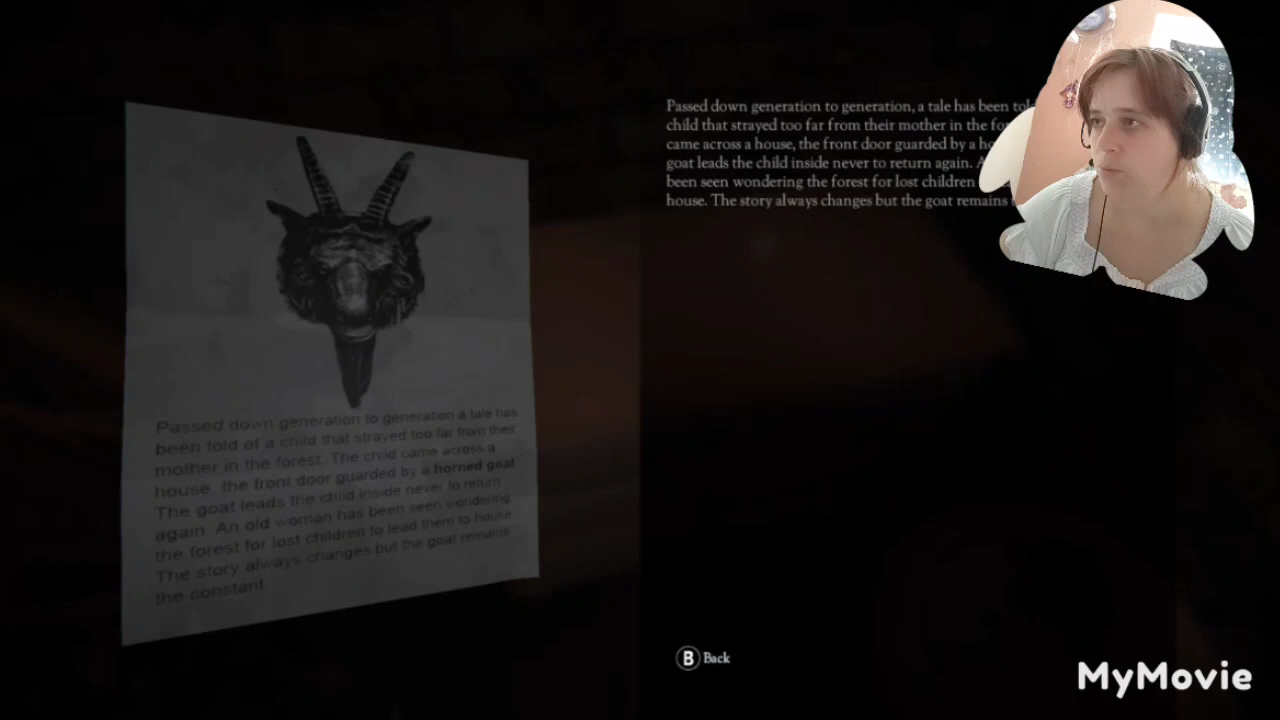 Passed down generation to generation a tale has
been told of a child that strayed too far from their
mother in the forest. The child came across a
house, the front door guarded by a horned goat.
The goat leads the child inside never to return
again. An old woman has been seen wondering
the forest for lost children to lead them to house.
The story always changes but the goat remains
the constant.
Passed down generation to generation, a tale has been
child that strayed too far from their mother in the
came across a house, the front door guarded by a
goat leads the child inside never to return again.
been seen wondering the forest for lost children
house. The story always changes but the goat remains
B Back
MyMovie